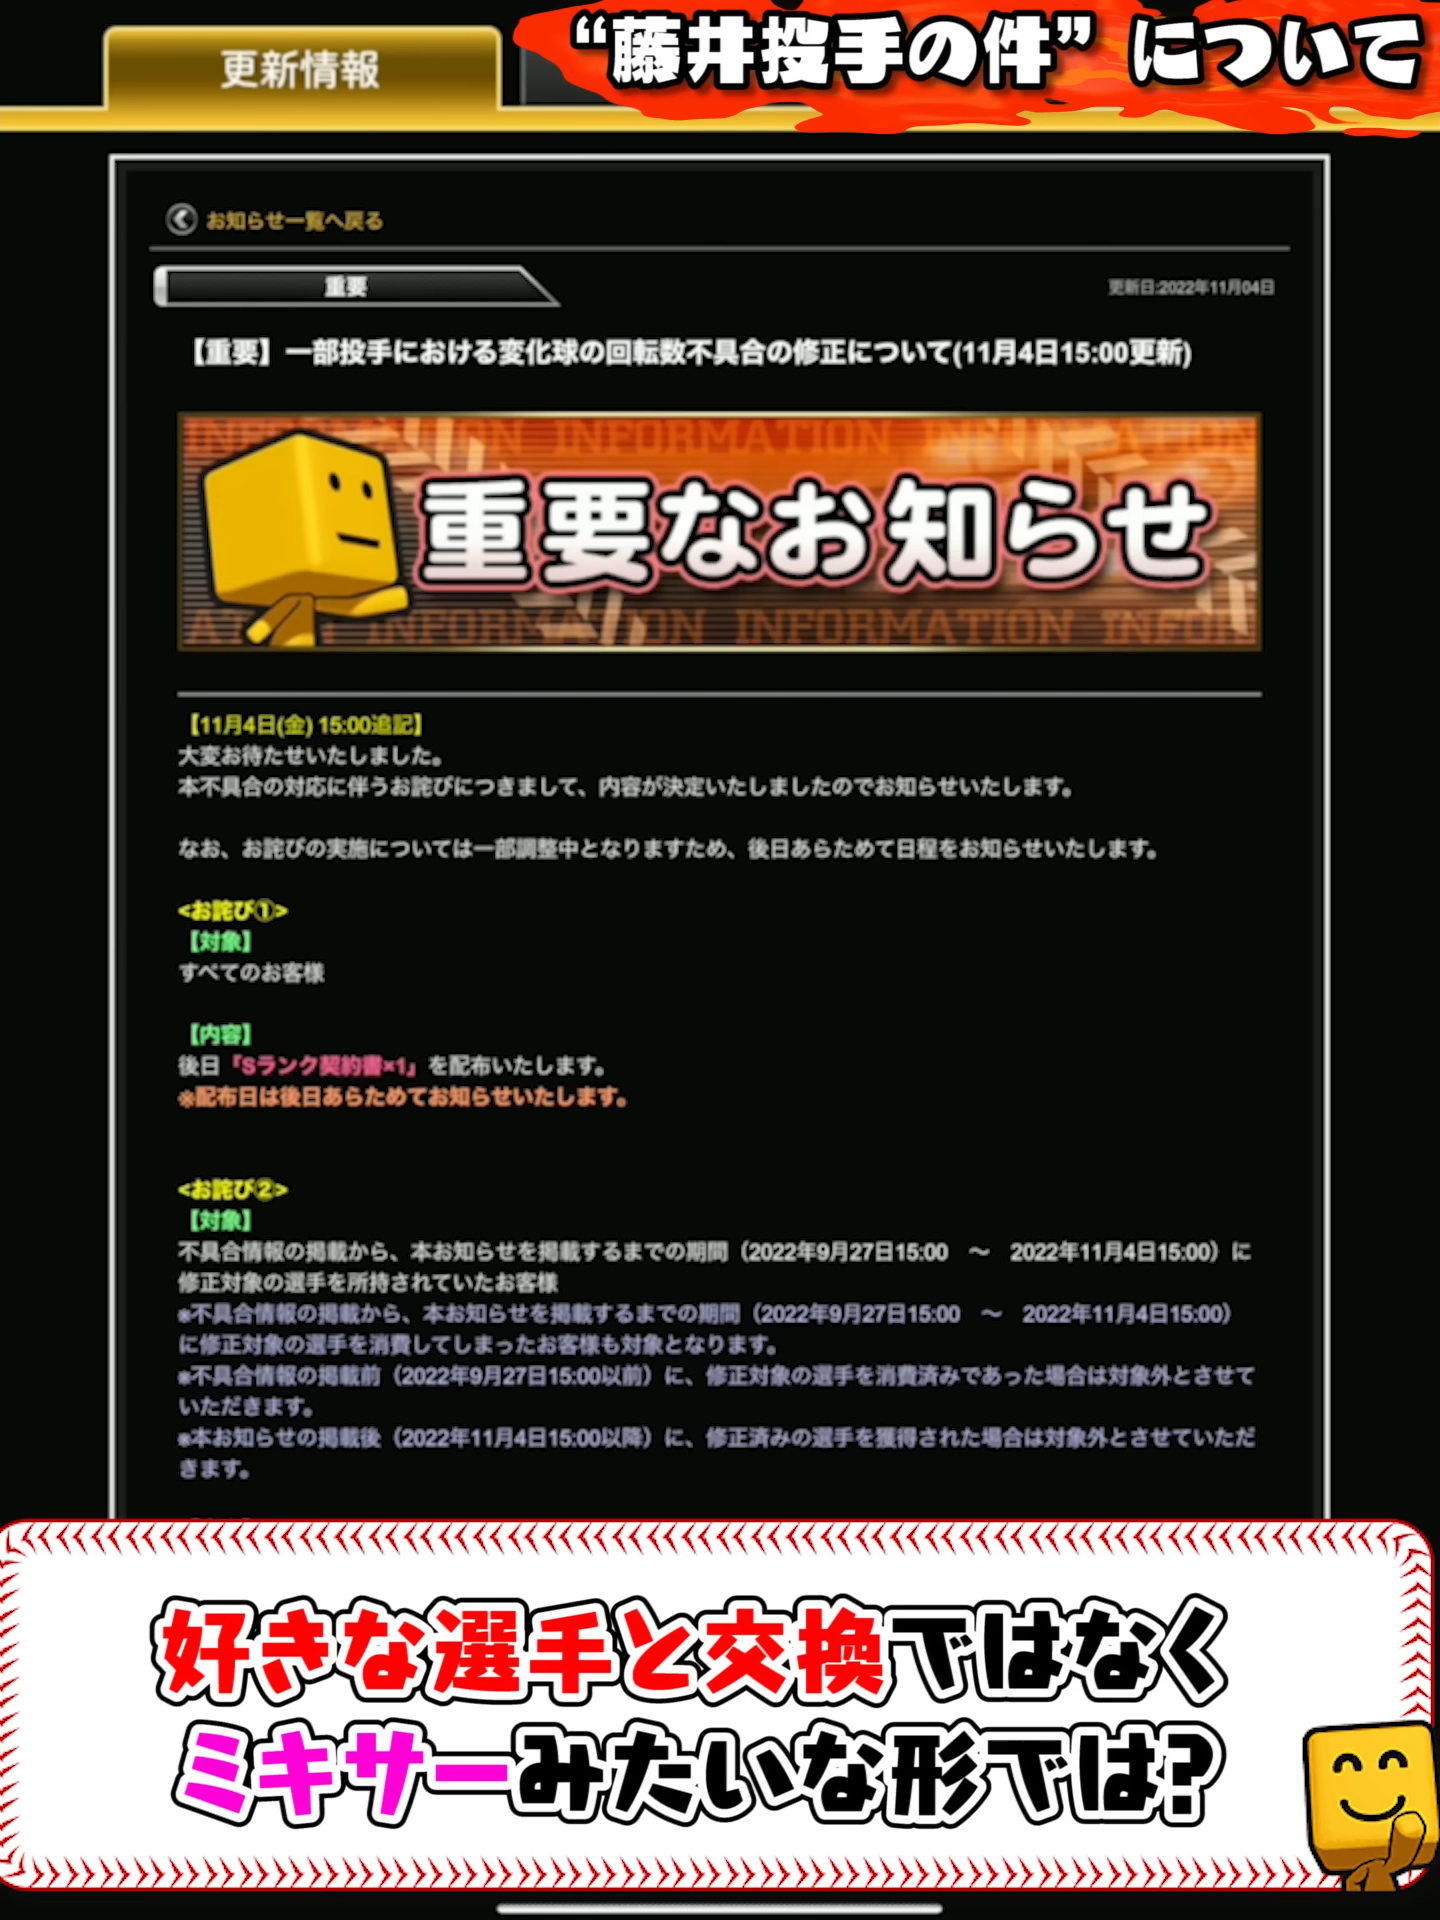 更新情報
“藤井投手の件”について
お知らせ一覧へ戻る
重要
更新日:2022年11月04日
【重要】一部投手における変化球の回転数不具合の修正について(11月4日15:00更新)
INFORMATION INFORMATION
重要なお知らせ
INFORMATION INFORMATION
【11月4日(金) 15:00追記】
大変お待たせいたしました。
本不具合の対応に伴うお詫びにつきまして、内容が決定いたしましたのでお知らせいたします。
なお、お詫びの実施については一部調整中となりますため、後日あらためて日程をお知らせいたします。
<お詫び①>
【対象】
すべてのお客様
【内容】
後日「Sランク契約書×1」を配布いたします。
※配布日は後日あらためてお知らせいたします。
<お詫び②>
【対象】
不具合情報の掲載から、本お知らせを掲載するまでの期間（2022年9月27日15:00　～　2022年11月4日15:00）に
修正対象の選手を所持されていたお客様
※不具合情報の掲載から、本お知らせを掲載するまでの期間（2022年9月27日15:00　～　2022年11月4日15:00）
に修正対象の選手を消費してしまったお客様も対象となります。
※不具合情報の掲載前（2022年9月27日15:00以前）に、修正対象の選手を消費済みであった場合は対象外とさせて
いただきます。
※本お知らせの掲載後（2022年11月4日15:00以降）に、修正済みの選手を獲得された場合は対象外とさせていただ
きます。
好きな選手と交換ではなく
ミキサーみたいな形では?